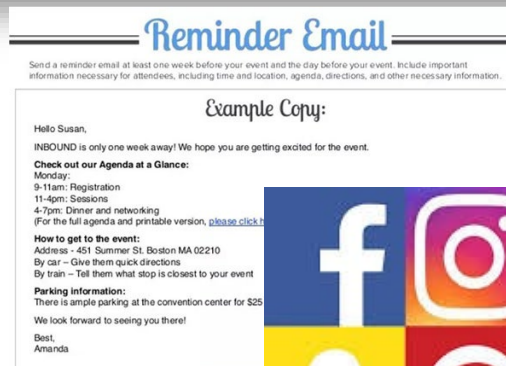 Reminder Email
Send a reminder email at least one week before your event and the day before your event. Include important
information necessary for attendees, including time and location, agenda, directions, and other necessary information.
Example Copy:
Hello Susan,
INBOUND is only one week away! We hope you are getting excited for the event.
Check out our Agenda at a Glance:
Monday:
9-11am: Registration
11-4pm: Sessions
4-7pm: Dinner and networking
(For the full agenda and printable version, please click h
How to get to the event:
Address - 451 Summer St. Boston MA 02210
By car – Give them quick directions
By train – Tell them what stop is closest to your event
Parking information:
There is ample parking at the convention center for $25
We look forward to seeing you there!
Best,
Amanda